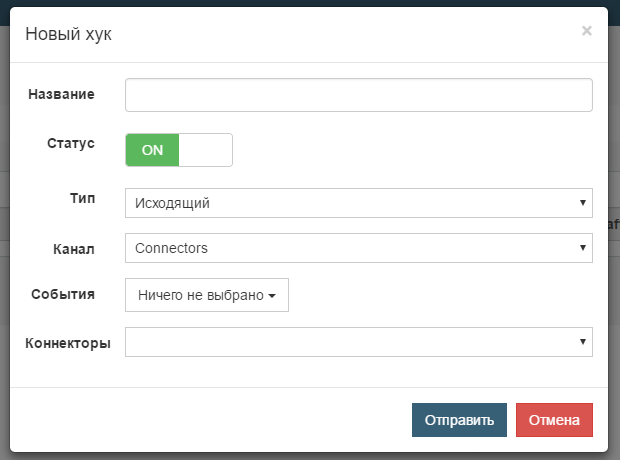 Новый хук ×
Название
Статус ON
Тип Исходящий
Канал Connectors
События Ничего не выбрано
Коннекторы
Отправить Отмена